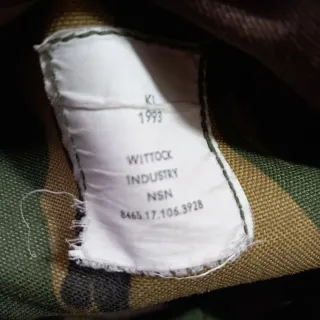 KL
1993
WITTOCK
INDUSTRY
NSN
8465.17.106.3928